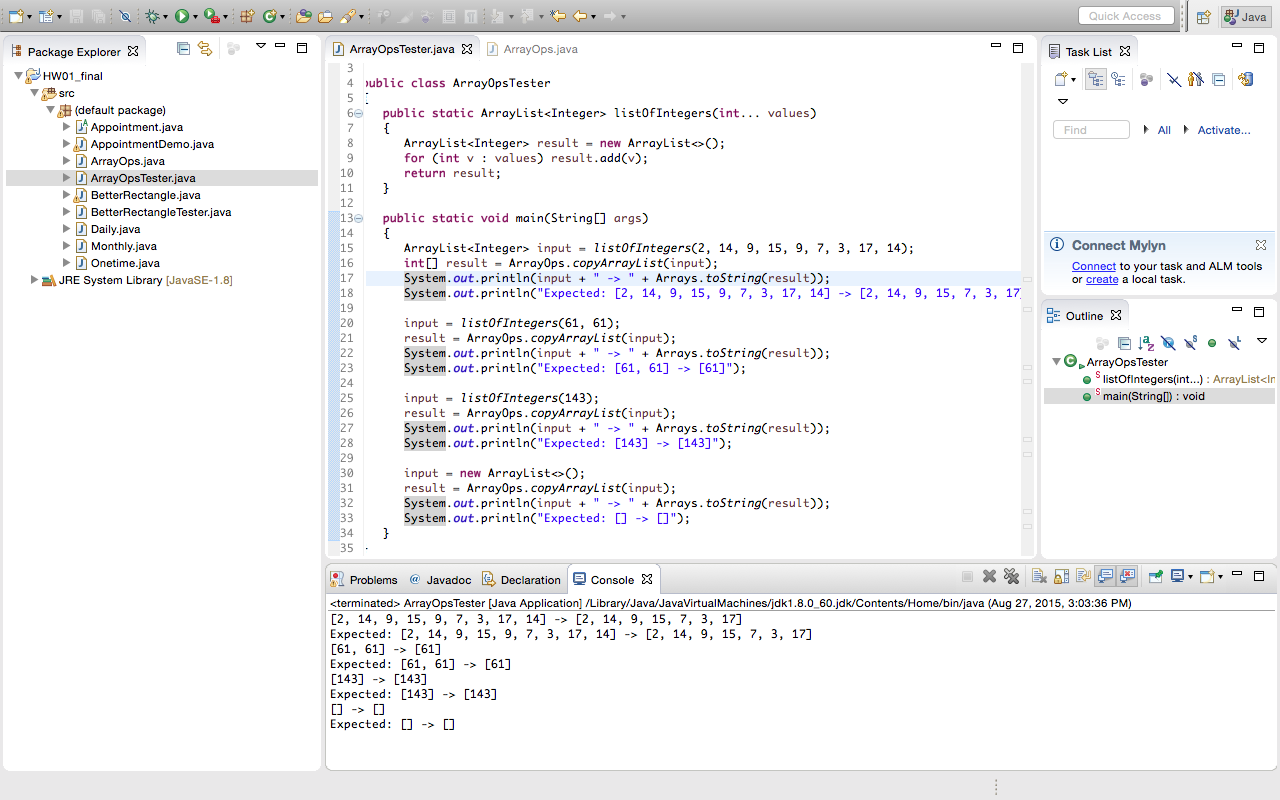 Quick Access
Java
Package Explorer
HW01_final
src
(default package)
Appointment.java
AppointmentDemo.java
ArrayOps.java
ArrayOpsTester.java
BetterRectangle.java
BetterRectangleTester.java
Daily.java
Monthly.java
Onetime.java
JRE System Library [JavaSE-1.8]
ArrayOpsTester.java
ArrayOps.java
3
4 public class ArrayOpsTester
5 {
6 public static ArrayList<Integer> listOfIntegers(int... values)
7 {
8 ArrayList<Integer> result = new ArrayList<>();
9 for (int v : values) result.add(v);
10 return result;
11 }
12
13 public static void main(String[] args)
14 {
15 ArrayList<Integer> input = listOfIntegers(2, 14, 9, 15, 9, 7, 3, 17, 14);
16 int[] result = ArrayOps.copyArrayList(input);
17 System.out.println(input + " -> " + Arrays.toString(result));
18 System.out.println("Expected: [2, 14, 9, 15, 9, 7, 3, 17, 14] -> [2, 14, 9, 15, 7, 3, 17
19
20 input = listOfIntegers(61, 61);
21 result = ArrayOps.copyArrayList(input);
22 System.out.println(input + " -> " + Arrays.toString(result));
23 System.out.println("Expected: [61, 61] -> [61]");
24
25 input = listOfIntegers(143);
26 result = ArrayOps.copyArrayList(input);
27 System.out.println(input + " -> " + Arrays.toString(result));
28 System.out.println("Expected: [143] -> [143]");
29
30 input = new ArrayList<>();
31 result = ArrayOps.copyArrayList(input);
32 System.out.println(input + " -> " + Arrays.toString(result));
33 System.out.println("Expected: [] -> []");
34 }
35
Task List
Find
All
Activate...
Connect Mylyn
Connect to your task and ALM tools
or create a local task.
Outline
ArrayOpsTester
listOfIntegers(int...) : ArrayList<In
main(String[]) : void
Problems
Javadoc
Declaration
Console
<terminated> ArrayOpsTester [Java Application] /Library/Java/JavaVirtualMachines/jdk1.8.0_60.jdk/Contents/Home/bin/java (Aug 27, 2015, 3:03:36 PM)
[2, 14, 9, 15, 9, 7, 3, 17, 14] -> [2, 14, 9, 15, 7, 3, 17]
Expected: [2, 14, 9, 15, 9, 7, 3, 17, 14] -> [2, 14, 9, 15, 7, 3, 17]
[61, 61] -> [61]
Expected: [61, 61] -> [61]
[143] -> [143]
Expected: [143] -> [143]
[] -> []
Expected: [] -> []